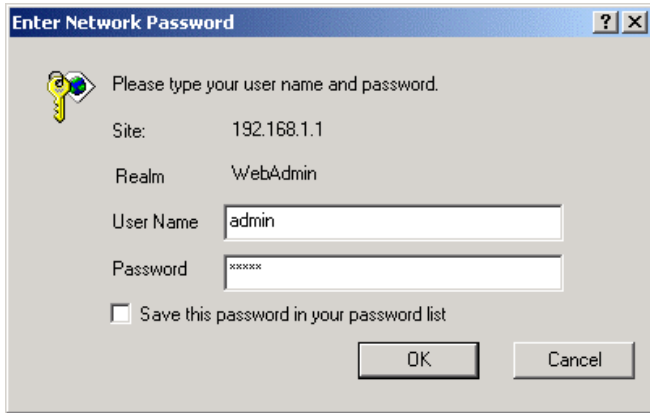 Enter Network Password
? X
Please type your user name and password.
Site: 192.168.1.1
Realm WebAdmin
User Name admin
Password xxxxx
Save this password in your password list
OK Cancel